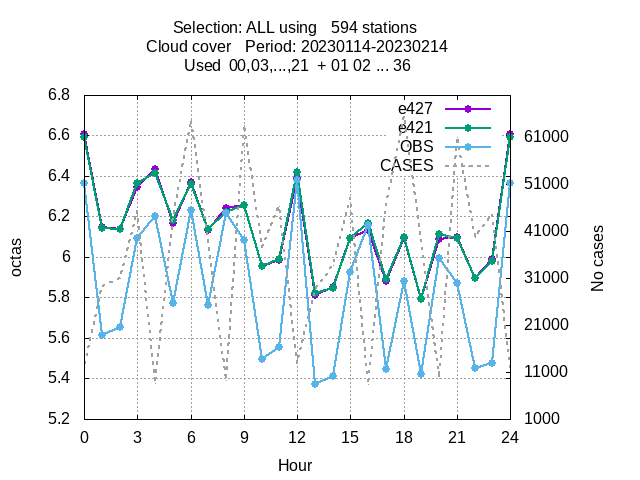 Selection: ALL using   594 stations
Cloud cover   Period: 20230114-20230214
Used  00,03,...,21  + 01 02 ... 36
6.8
6.6
6.4
6.2
6
5.8
5.6
5.4
5.2
octas
e427
e421
OBS
CASES
61000
51000
41000
31000
21000
11000
1000
No cases
0 3 6 9 12 15 18 21 24
Hour